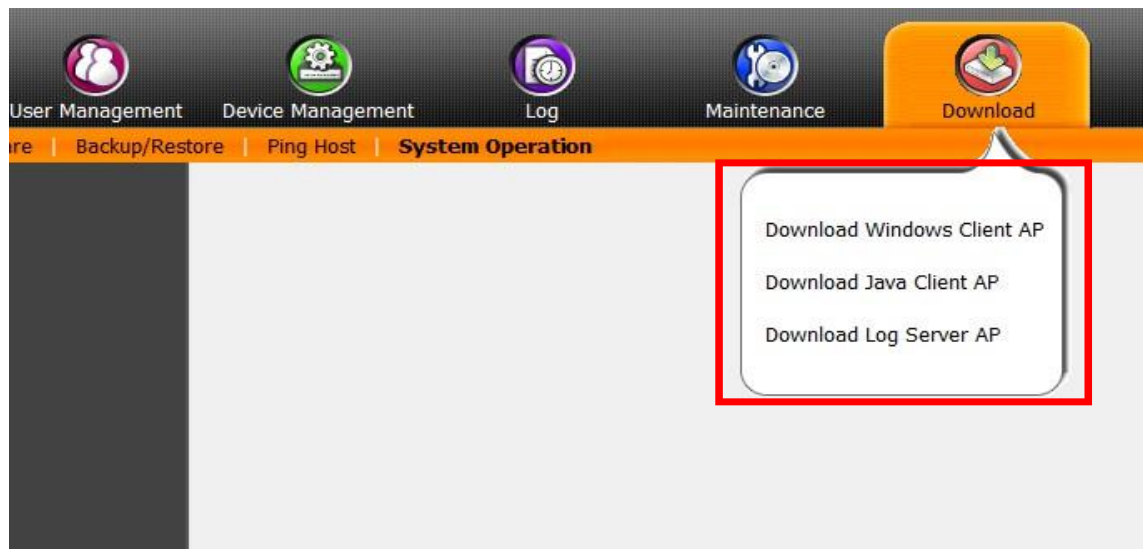 User Management Device Management Log Maintenance Download
re | Backup/Restore | Ping Host | System Operation
Download Windows Client AP
Download Java Client AP
Download Log Server AP